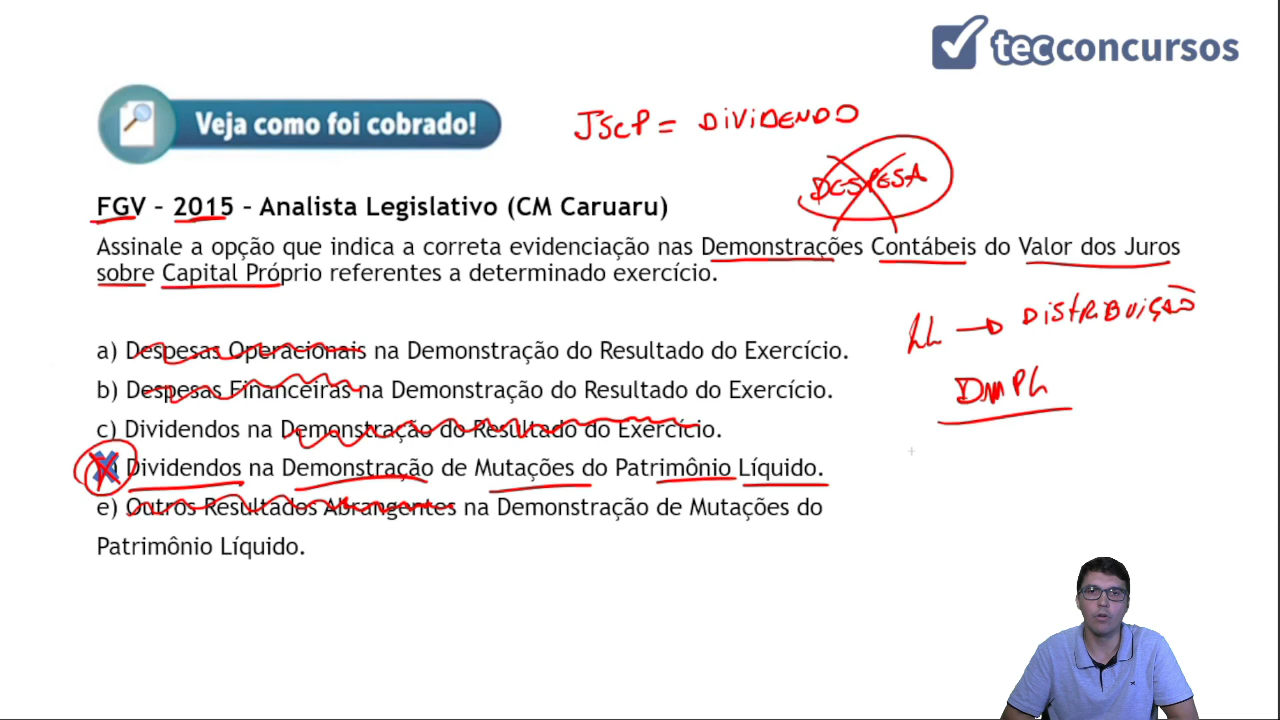 tecconcursos
Veja como foi cobrado!
JSCP = DIVIDENDO
DESPESA
FGV – 2015 – Analista Legislativo (CM Caruaru)
Assinale a opção que indica a correta evidenciação nas Demonstrações Contábeis do Valor dos Juros
sobre Capital Próprio referentes a determinado exercício.
LL → DISTRIBUIÇÃO
a) Despesas Operacionais na Demonstração do Resultado do Exercício.
DMPL
b) Despesas Financeiras na Demonstração do Resultado do Exercício.
c) Dividendos na Demonstração do Resultado do Exercício.
Dividendos na Demonstração de Mutações do Patrimônio Líquido.
e) Outros Resultados Abrangentes na Demonstração de Mutações do
Patrimônio Líquido.